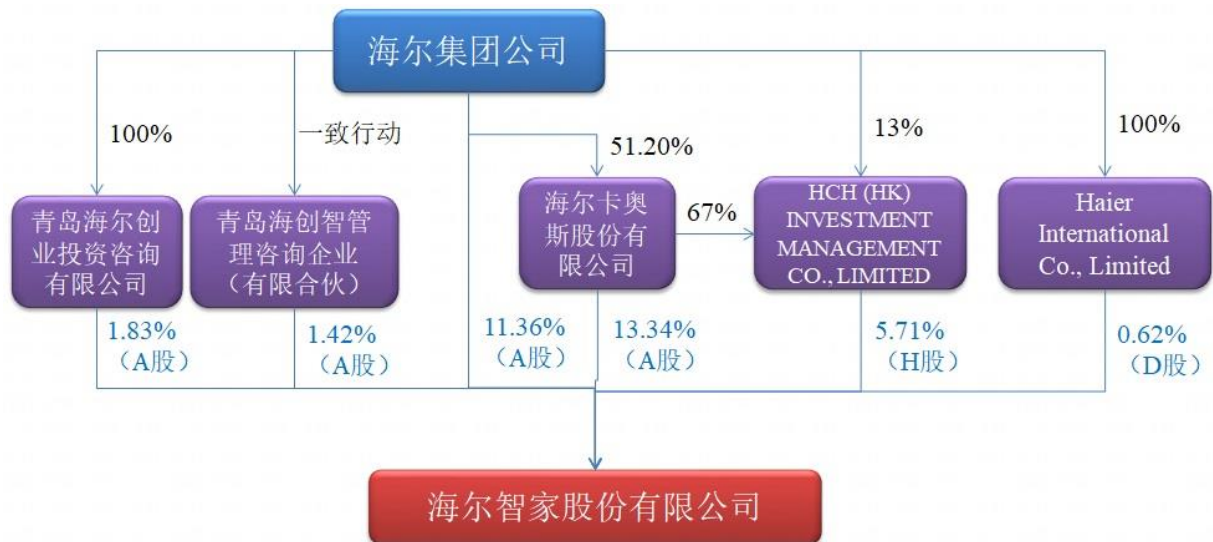 海尔集团公司
100%
一致行动
51.20%
13%
100%
青岛海尔创
业投资咨询
有限公司
青岛海创智管
理咨询企业
（有限合伙）
海尔卡奥
斯股份有
限公司
67%
HCH (HK)
INVESTMENT
MANAGEMENT
CO., LIMITED
Haier
International
Co., Limited
1.83%
（A股）
1.42%
（A股）
11.36%
（A股）
13.34%
（A股）
5.71%
（H股）
0.62%
（D股）
海尔智家股份有限公司